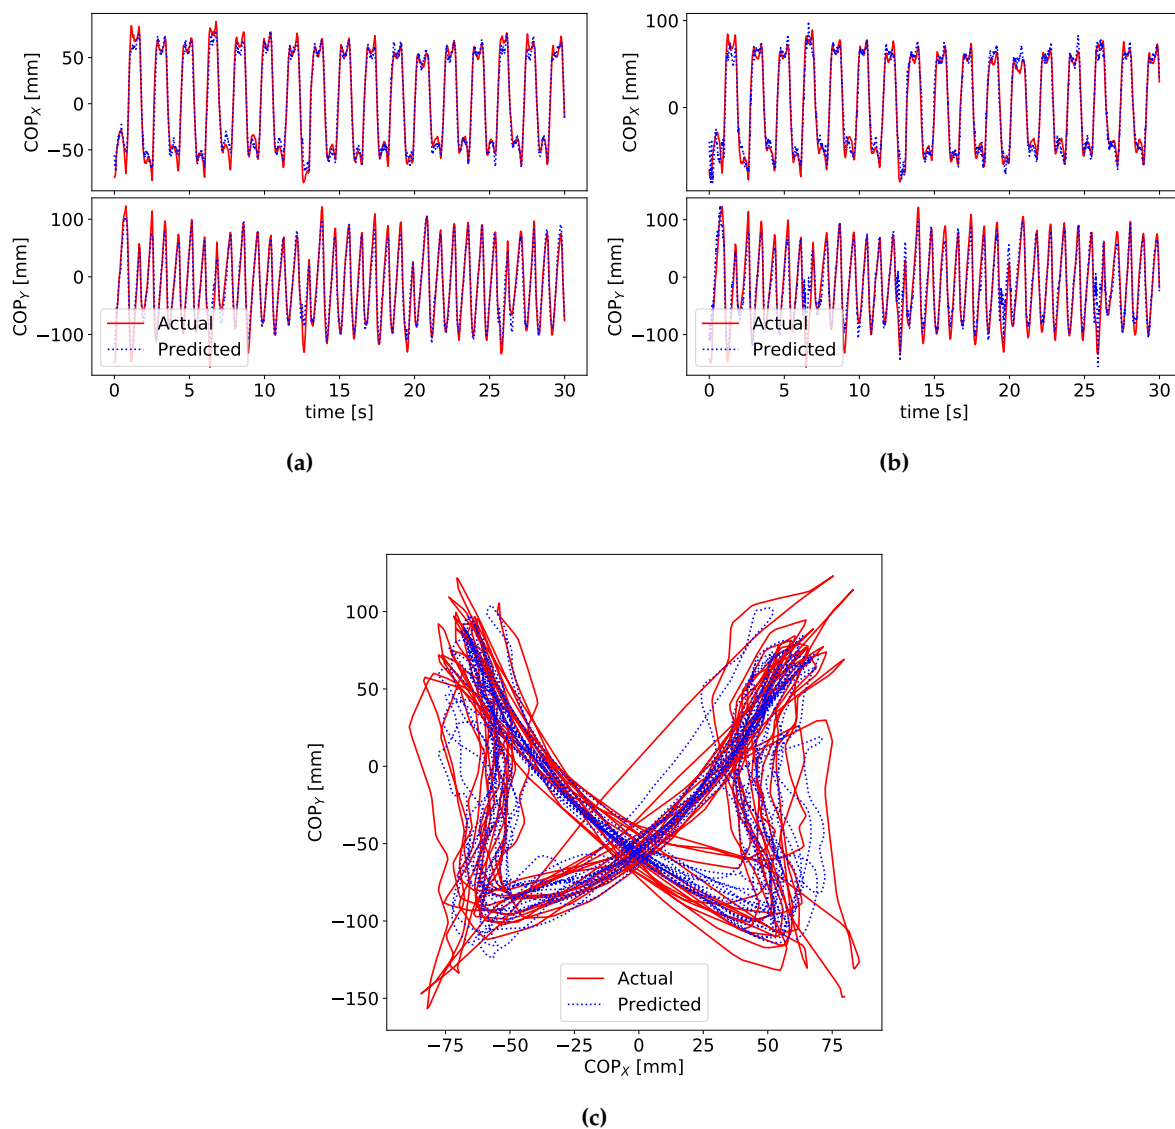 50
0
−50
COP_X [mm]
100
0
−100
COP_Y [mm]
Actual
Predicted
0 5 10 15 20 25 30
time [s]
(a)
100
0
COP_X [mm]
100
0
−100
COP_Y [mm]
Actual
Predicted
0 5 10 15 20 25 30
time [s]
(b)
100
50
0
−50
−100
−150
COP_Y [mm]
Actual
Predicted
−75 −50 −25 0 25 50 75
COP_X [mm]
(c)